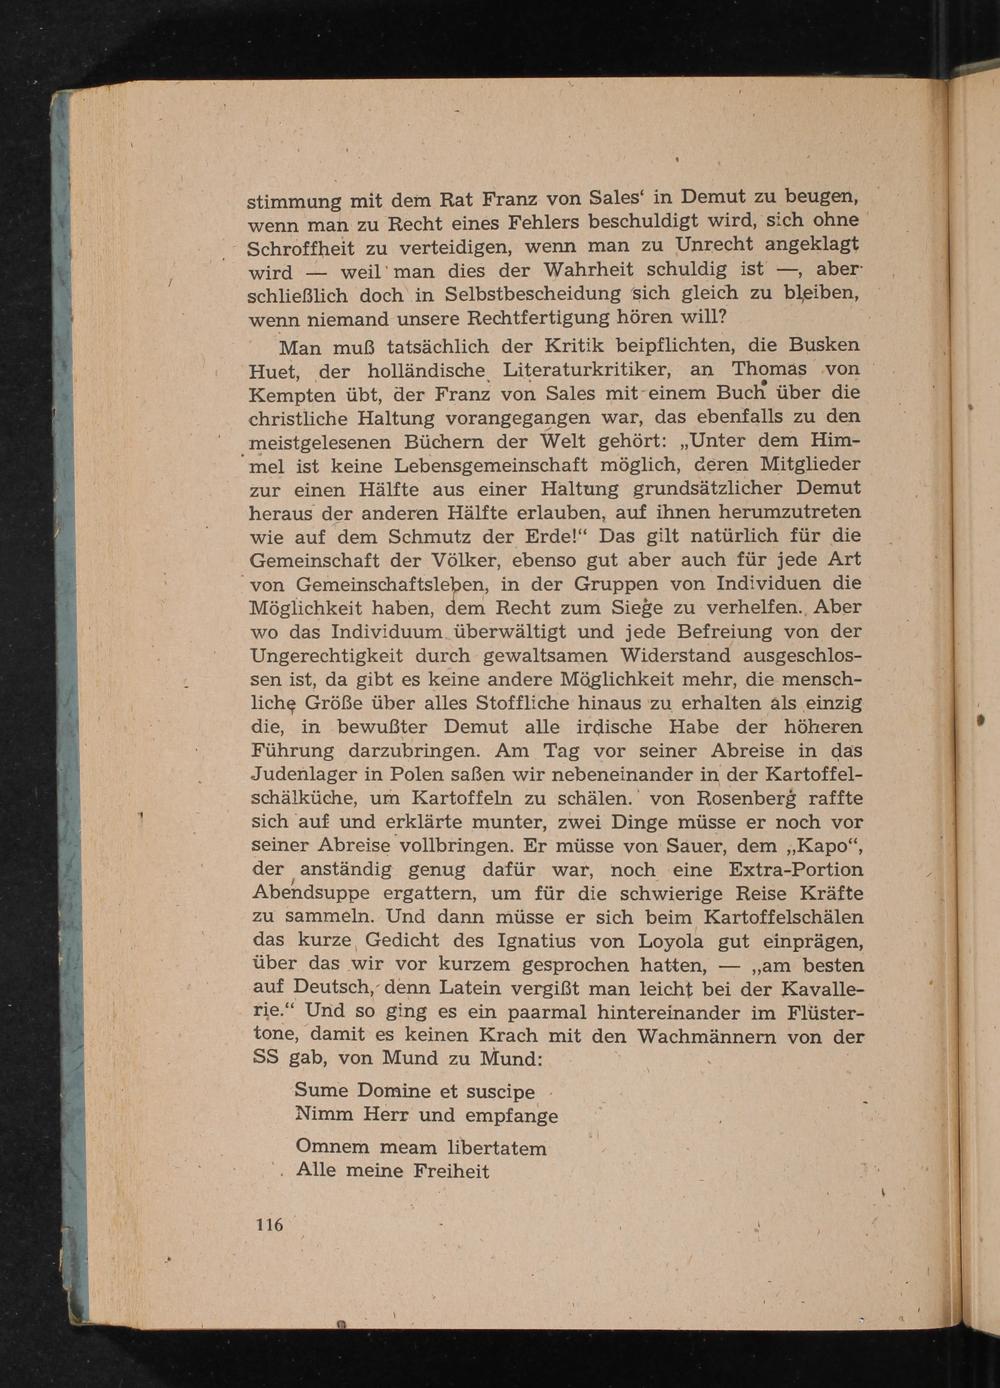 stimmung mit dem Rat Franz von Sales‘ in Demut zu beugen,
wenn man zu Recht eines Fehlers beschuldigt wird, sich ohne
Schroffheit zu verteidigen, wenn man zu Unrecht angeklagt
wird — weil man dies der Wahrheit schuldig ist —, aber
schließlich doch in Selbstbescheidung sich gleich zu bleiben,
wenn niemand unsere Rechtfertigung hören will?
Man muß tatsächlich der Kritik beipflichten, die Busken
Huet, der holländische Literaturkritiker, an Thomas von
Kempten übt, der Franz von Sales mit einem Buch über die
christliche Haltung vorangegangen war, das ebenfalls zu den
meistgelesenen Büchern der Welt gehört: „Unter dem Him-
mel ist keine Lebensgemeinschaft möglich, deren Mitglieder
zur einen Hälfte aus einer Haltung grundsätzlicher Demut
heraus der anderen Hälfte erlauben, auf ihnen herumzutreten
wie auf dem Schmutz der Erde!“ Das gilt natürlich für die
Gemeinschaft der Völker, ebenso gut aber auch für jede Art
von Gemeinschaftsleben, in der Gruppen von Individuen die
Möglichkeit haben, dem Recht zum Siege zu verhelfen. Aber
wo das Individuum überwältigt und jede Befreiung von der
Ungerechtigkeit durch gewaltsamen Widerstand ausgeschlos-
sen ist, da gibt es keine andere Möglichkeit mehr, die mensch-
liche Größe über alles Stoffliche hinaus zu erhalten als einzig
die, in bewußter Demut alle irdische Habe der höheren
Führung darzubringen. Am Tag vor seiner Abreise in das
Judenlager in Polen saßen wir nebeneinander in der Kartoffel-
schälküche, um Kartoffeln zu schälen. von Rosenberg raffte
sich auf und erklärte munter, zwei Dinge müsse er noch vor
seiner Abreise vollbringen. Er müsse von Sauer, dem „Kapo“,
der anständig genug dafür war, noch eine Extra-Portion
Abendsuppe ergattern, um für die schwierige Reise Kräfte
zu sammeln. Und dann müsse er sich beim Kartoffelschälen
das kurze Gedicht des Ignatius von Loyola gut einprägen,
über das wir vor kurzem gesprochen hatten, — „am besten
auf Deutsch, denn Latein vergißt man leicht bei der Kavalle-
rie.“ Und so ging es ein paarmal hintereinander im Flüster-
tone, damit es keinen Krach mit den Wachmännern von der
SS gab, von Mund zu Mund:
Sume Domine et suscipe
Nimm Herr und empfange
Omnem meam libertatem
Alle meine Freiheit
116